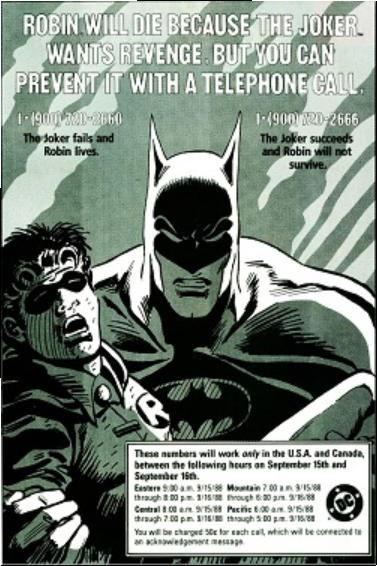 ROBIN WILL DIE BECAUSE THE JOKER
WANTS REVENGE, BUT YOU CAN
PREVENT IT WITH A TELEPHONE CALL.
1-(900) 720-2660
The Joker fails and
Robin lives.
1-(900) 720-2666
The Joker succeeds
and Robin will not
survive.
R
These numbers will work only in the U.S.A. and Canada,
between the following hours on September 15th and
September 16th.
Eastern 9:00 a.m. 9/15/88 Mountain 7:00 a.m. 9/15/88
through 8:00 p.m. 9/16/88 through 6:00 p.m. 9/16/88
Central 8:00 a.m. 9/15/88 Pacific 6:00 a.m. 9/15/88
through 7:00 p.m. 9/16/88 through 5:00 p.m. 9/16/88
You will be charged 50¢ for each call, which will be connected to
an acknowledgement message.
DC